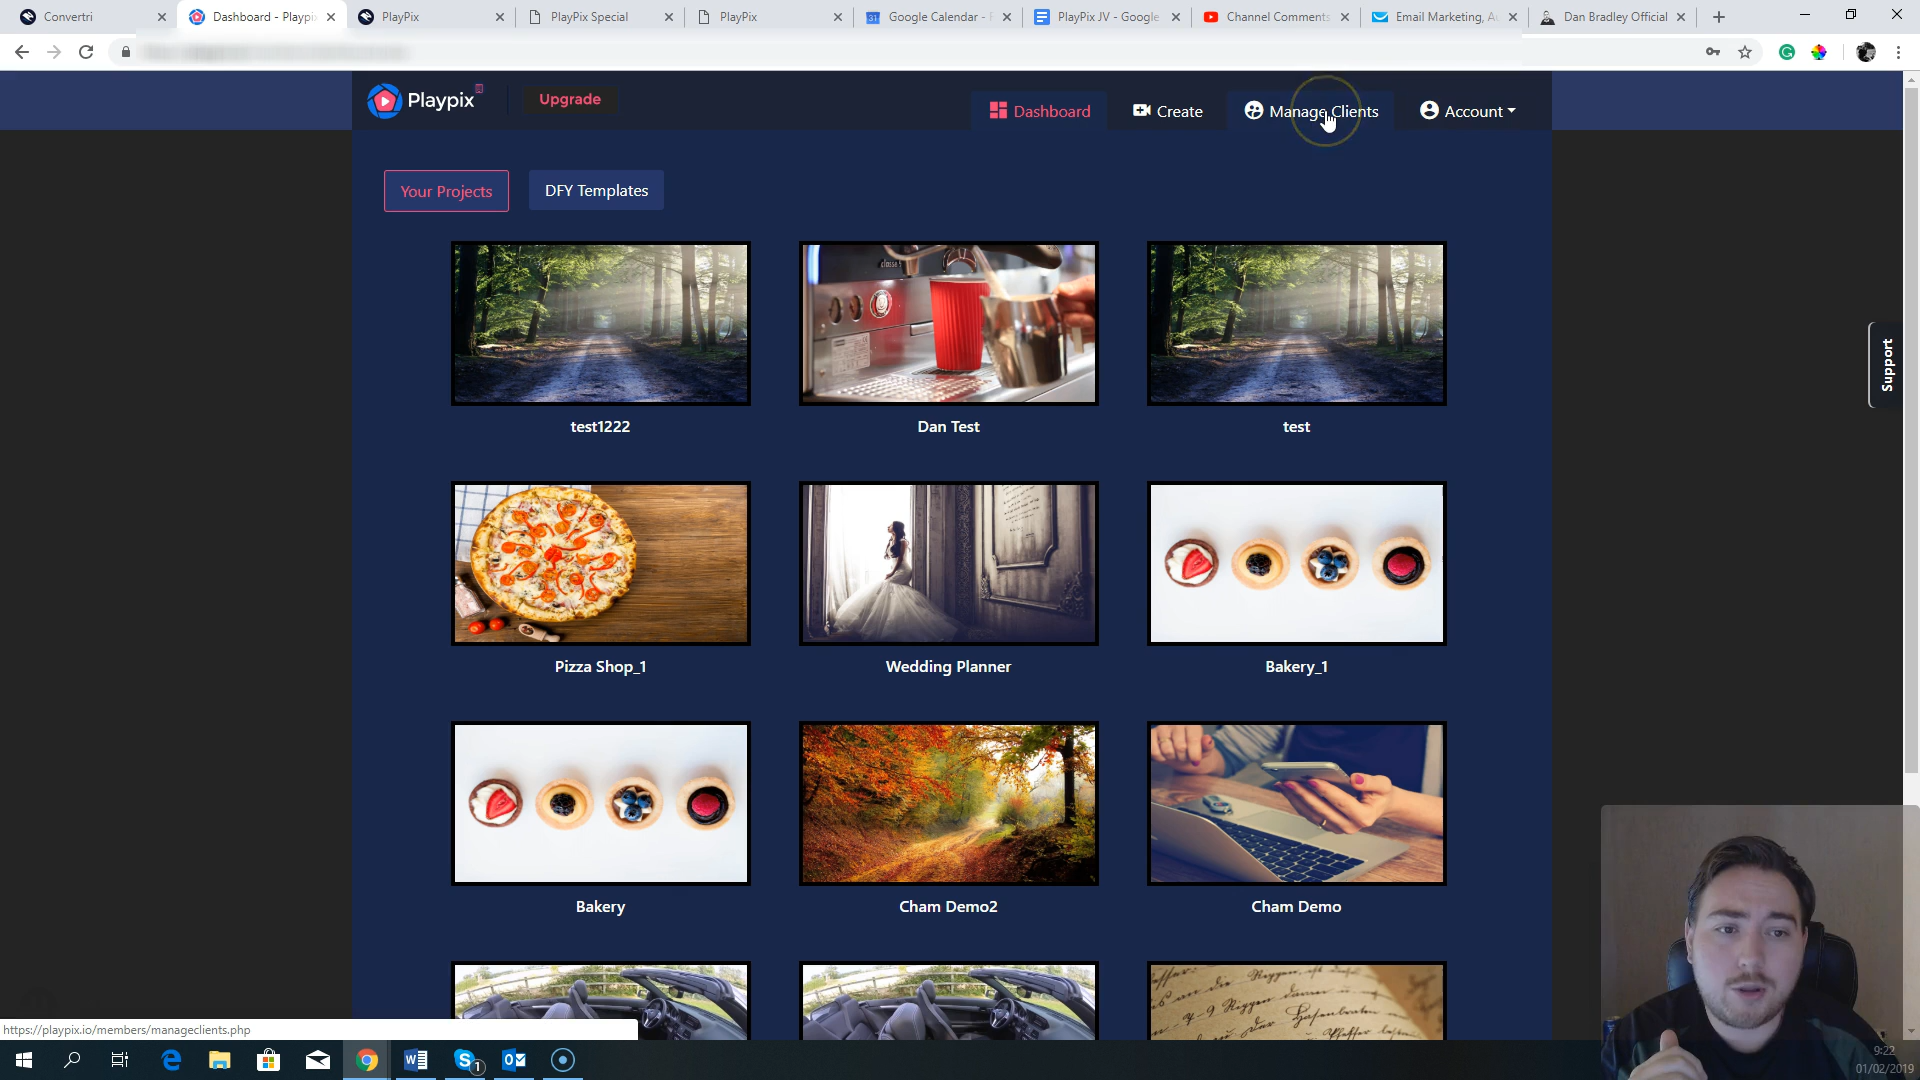 Convertri
Dashboard - Playpix
PlayPix
PlayPix Special
PlayPix
Google Calendar -
PlayPix JV - Google
Channel Comments
Email Marketing,
Dan Bradley Official
Playpix
Upgrade
Dashboard
Create
Manage Clients
Account
Your Projects
DFY Templates
test1222
Dan Test
test
Support
Pizza Shop_1
Wedding Planner
Bakery_1
Bakery
Cham Demo2
Cham Demo
https://playpix.io/members/manageclients.php
9:22
01/02/2019